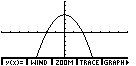 y(x)= WIND ZOOM TRACE GRAPH▶